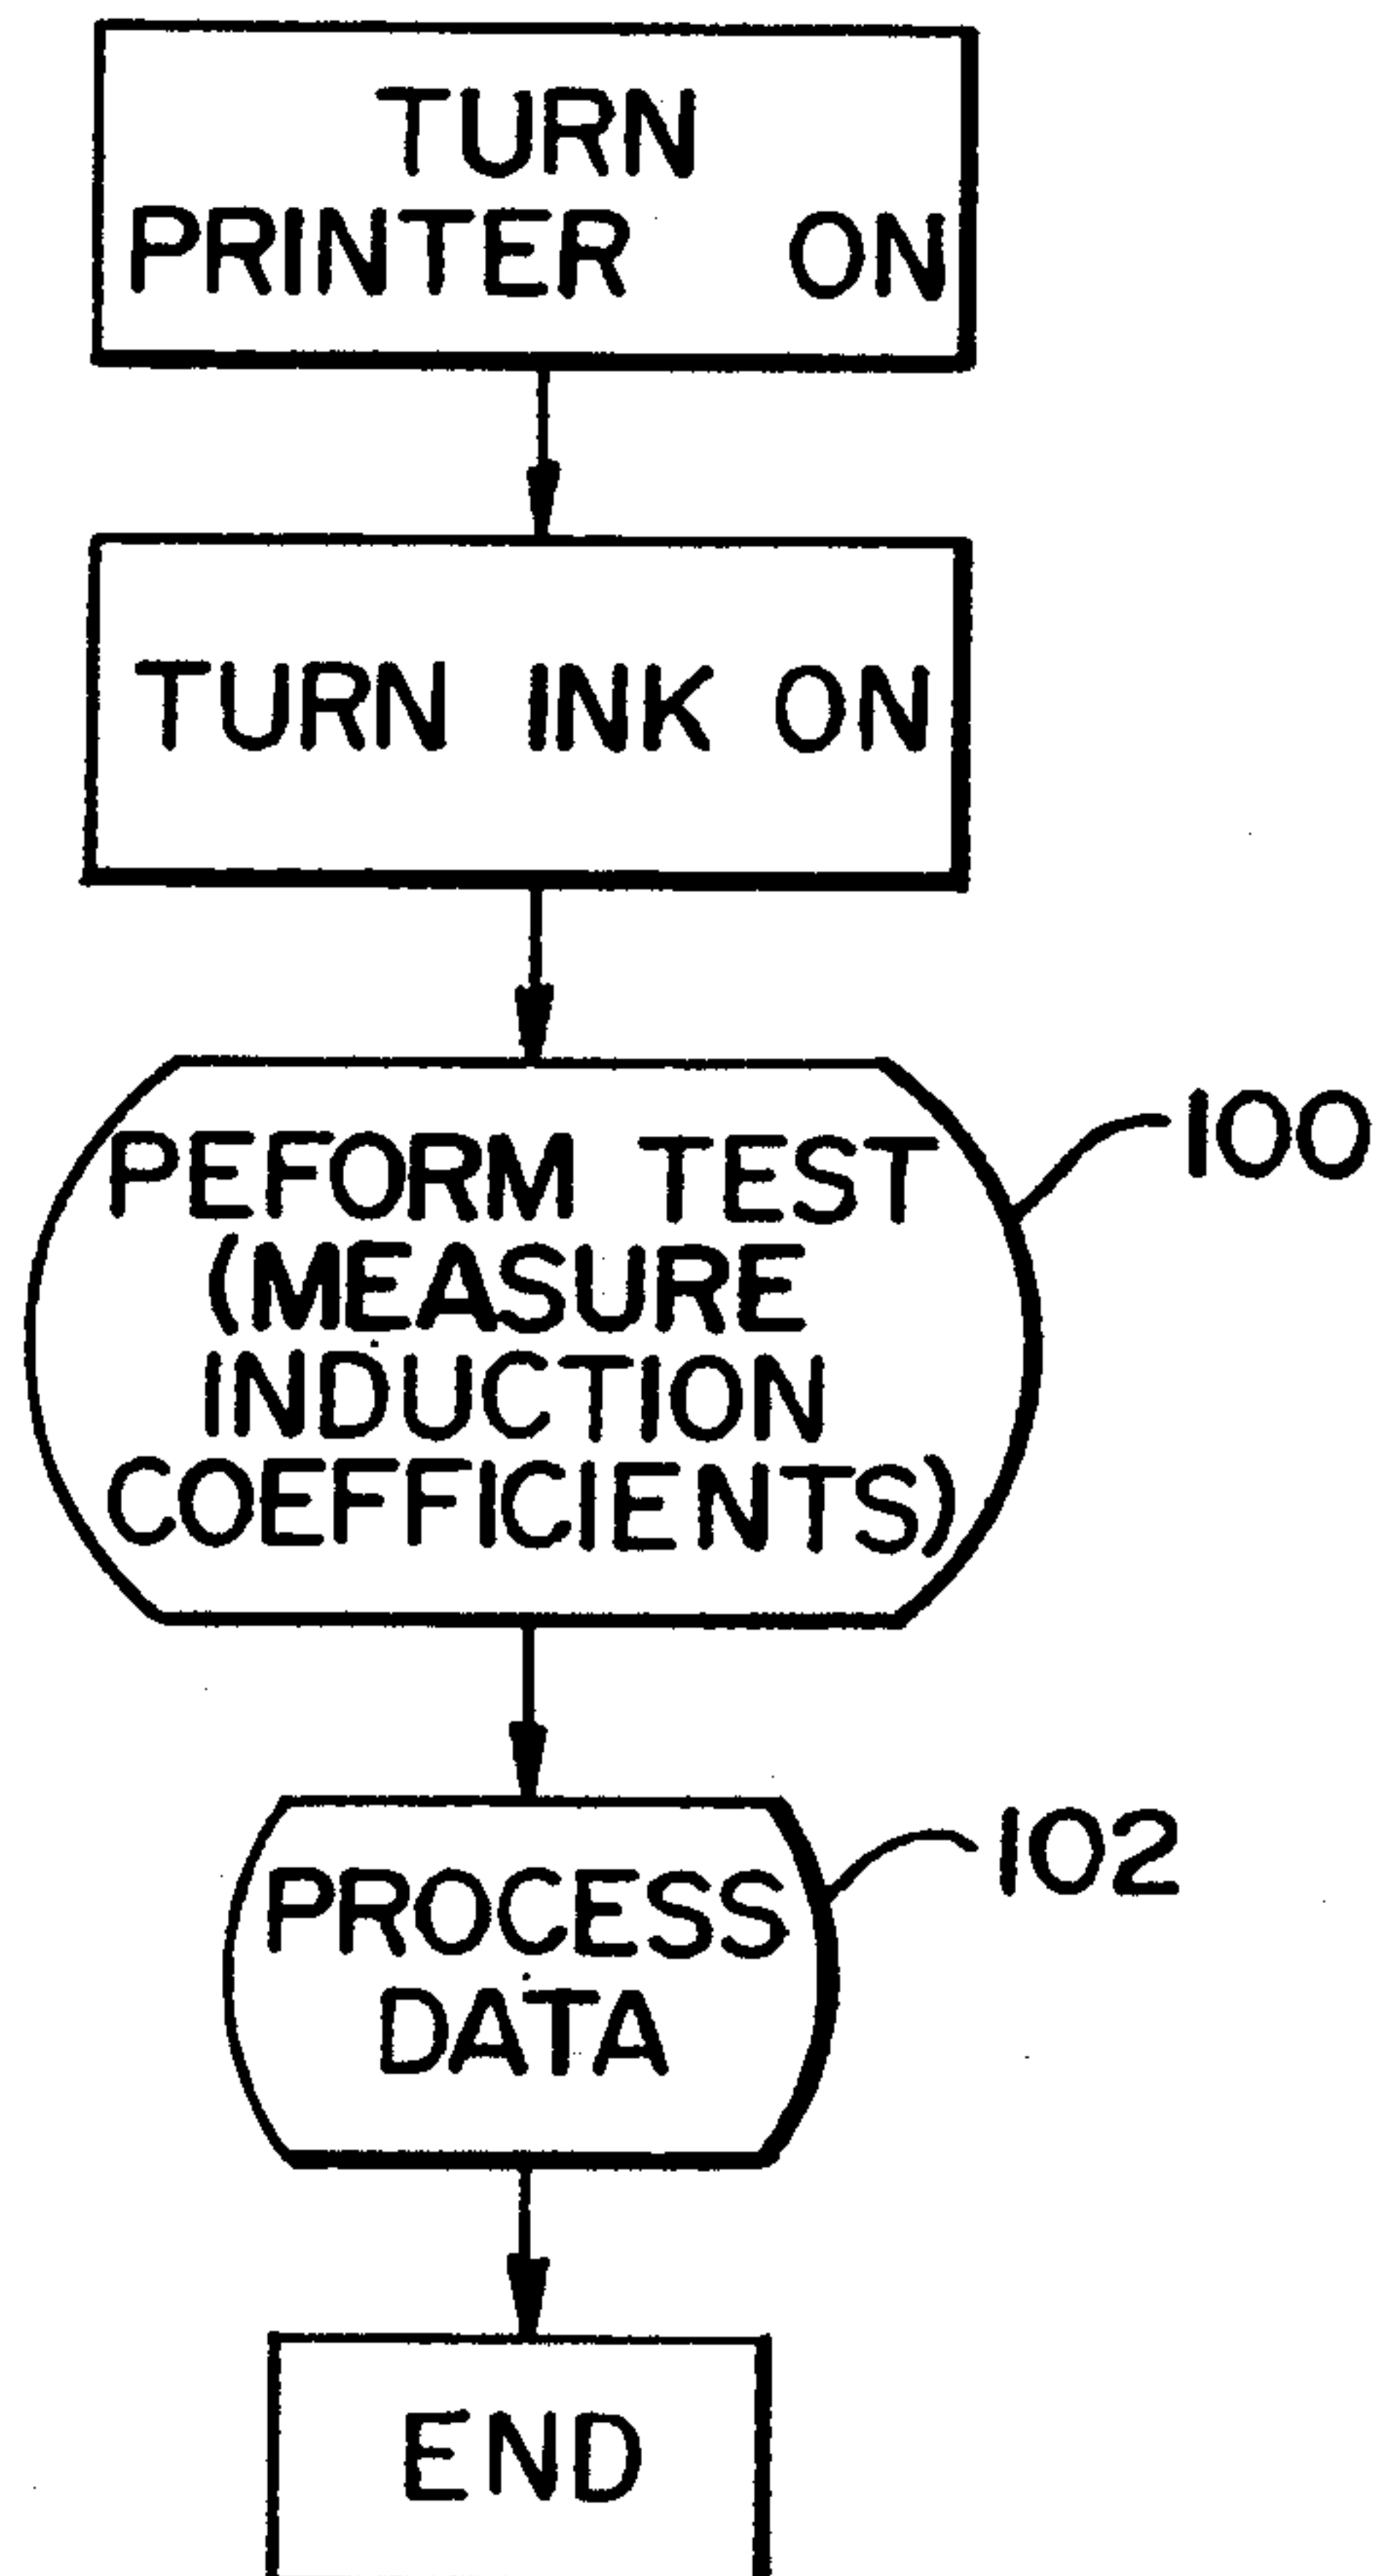 TURN
PRINTER ON
TURN INK ON
PEFORM TEST
(MEASURE
INDUCTION
COEFFICIENTS)
100
PROCESS
DATA
102
END